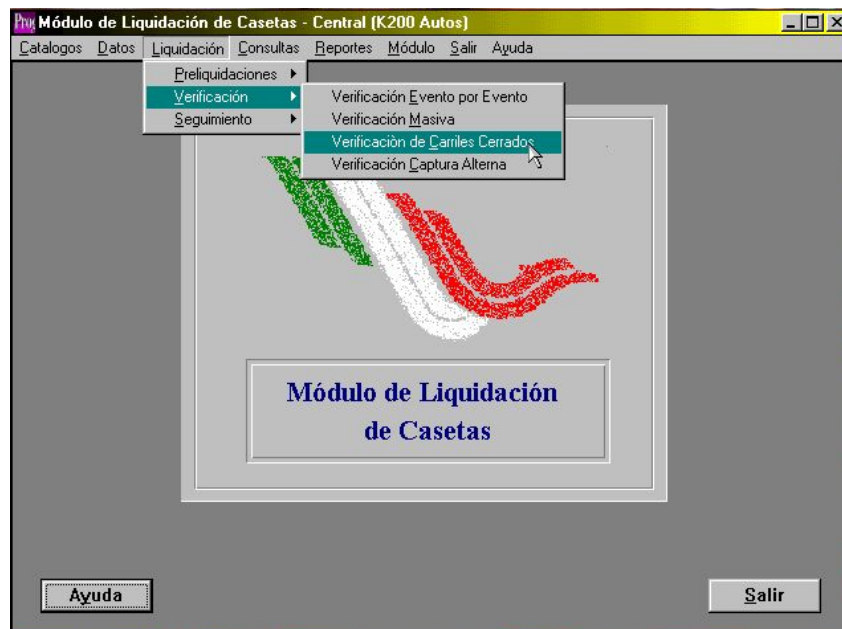 Módulo de Liquidación de Casetas - Central (K200 Autos)
Catalogos Datos Liquidación Consultas Reportes Módulo Salir Ayuda
Preliquidaciones
Verificación
Seguimiento
Verificación Evento por Evento
Verificación Masiva
Verificaciòn de Carriles Cerrados
Verificación Captura Alterna
Módulo de Liquidación
de Casetas
Ayuda
Salir